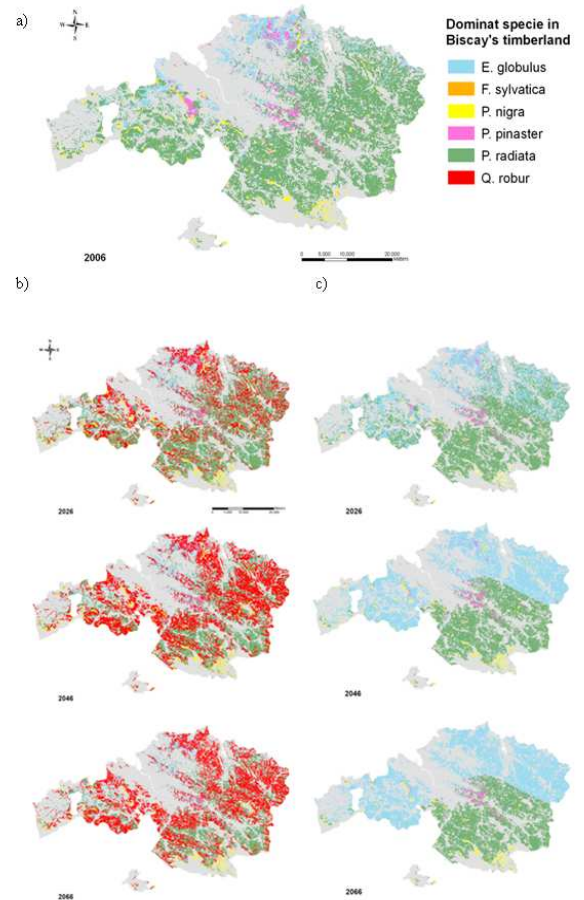 a)
N
W E
S
Dominat specie in
Biscay's timberland
E. globulus
F. sylvatica
P. nigra
P. pinaster
P. radiata
Q. robur
2006
0 5.000 10.000 20.000
b) c)
2026 2026
2046 2046
2066 2066